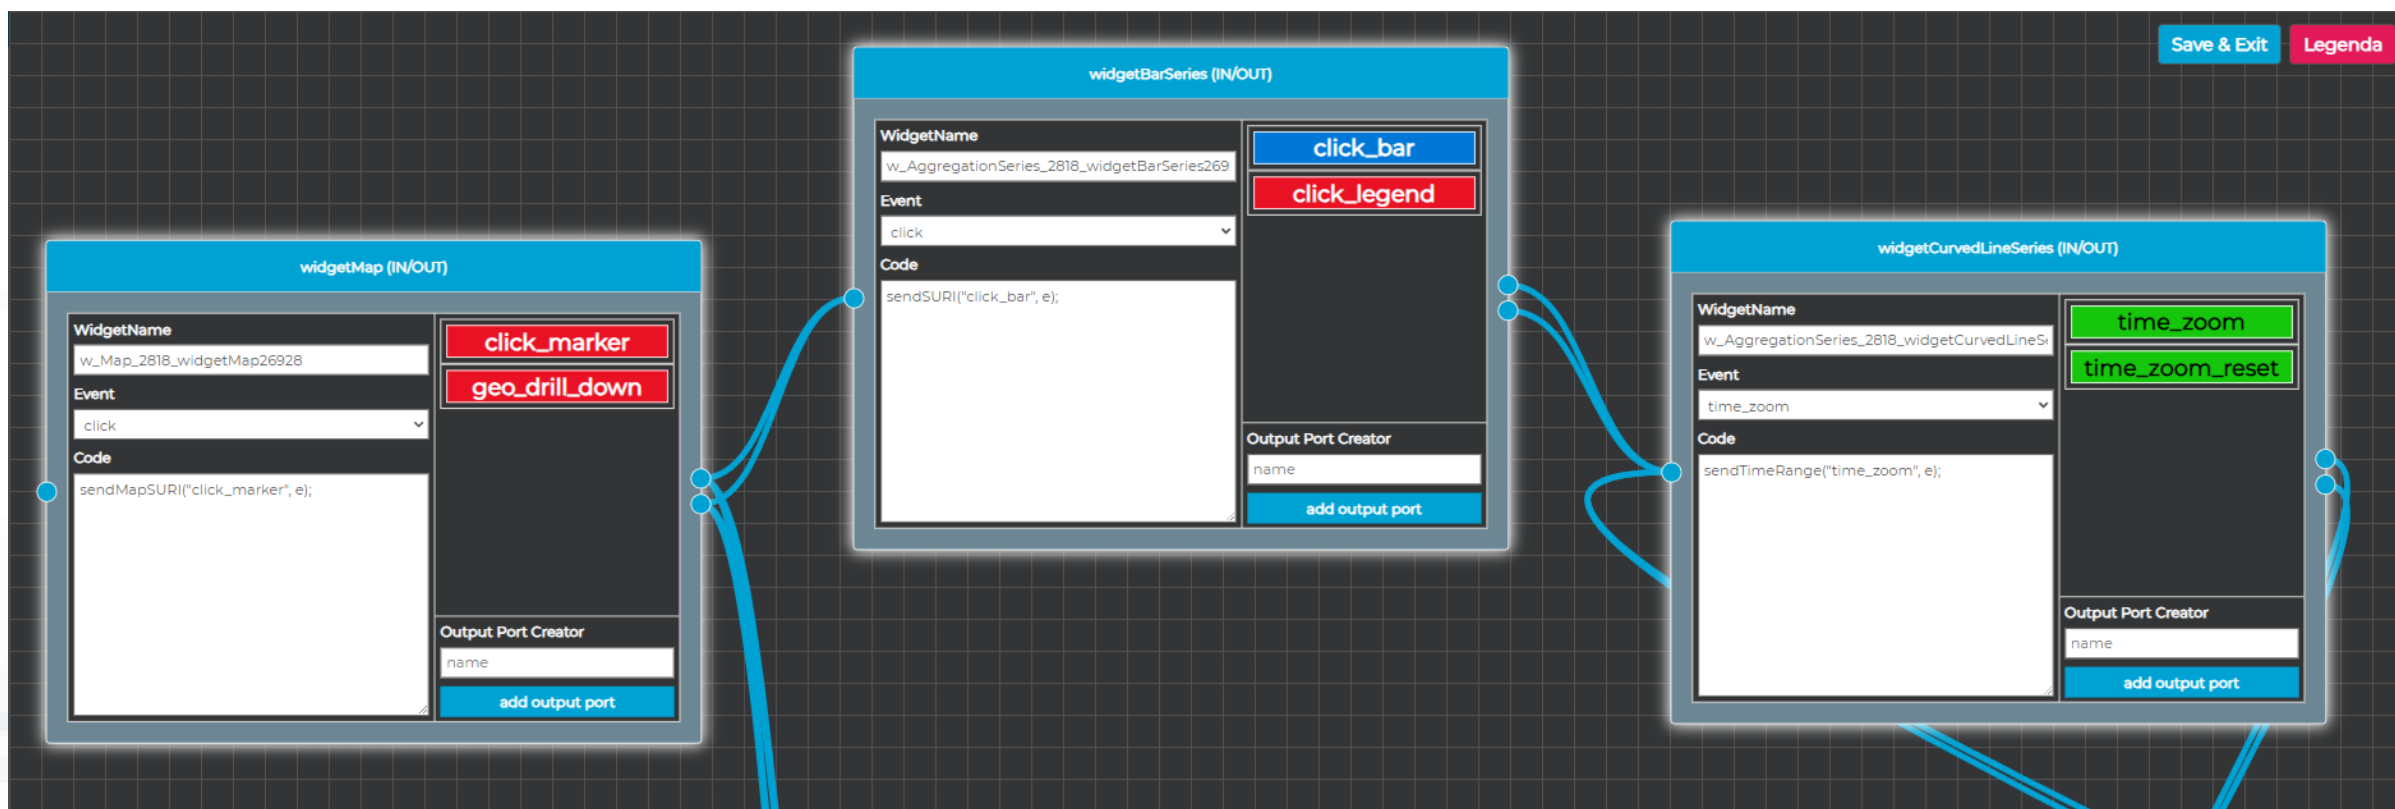 Save & Exit
Legenda
widgetMap (IN/OUT)
WidgetName
w_Map_2818_widgetMap26928
Event
click
Code
sendMapSURI("click_marker", e);
click_marker
geo_drill_down
Output Port Creator
name
add output port
widgetBarSeries (IN/OUT)
WidgetName
w_AggregationSeries_2818_widgetBarSeries269
Event
click
Code
sendSURI("click_bar", e);
click_bar
click_legend
Output Port Creator
name
add output port
widgetCurvedLineSeries (IN/OUT)
WidgetName
w_AggregationSeries_2818_widgetCurvedLineSe
Event
time_zoom
Code
sendTimeRange("time_zoom", e);
time_zoom
time_zoom_reset
Output Port Creator
name
add output port